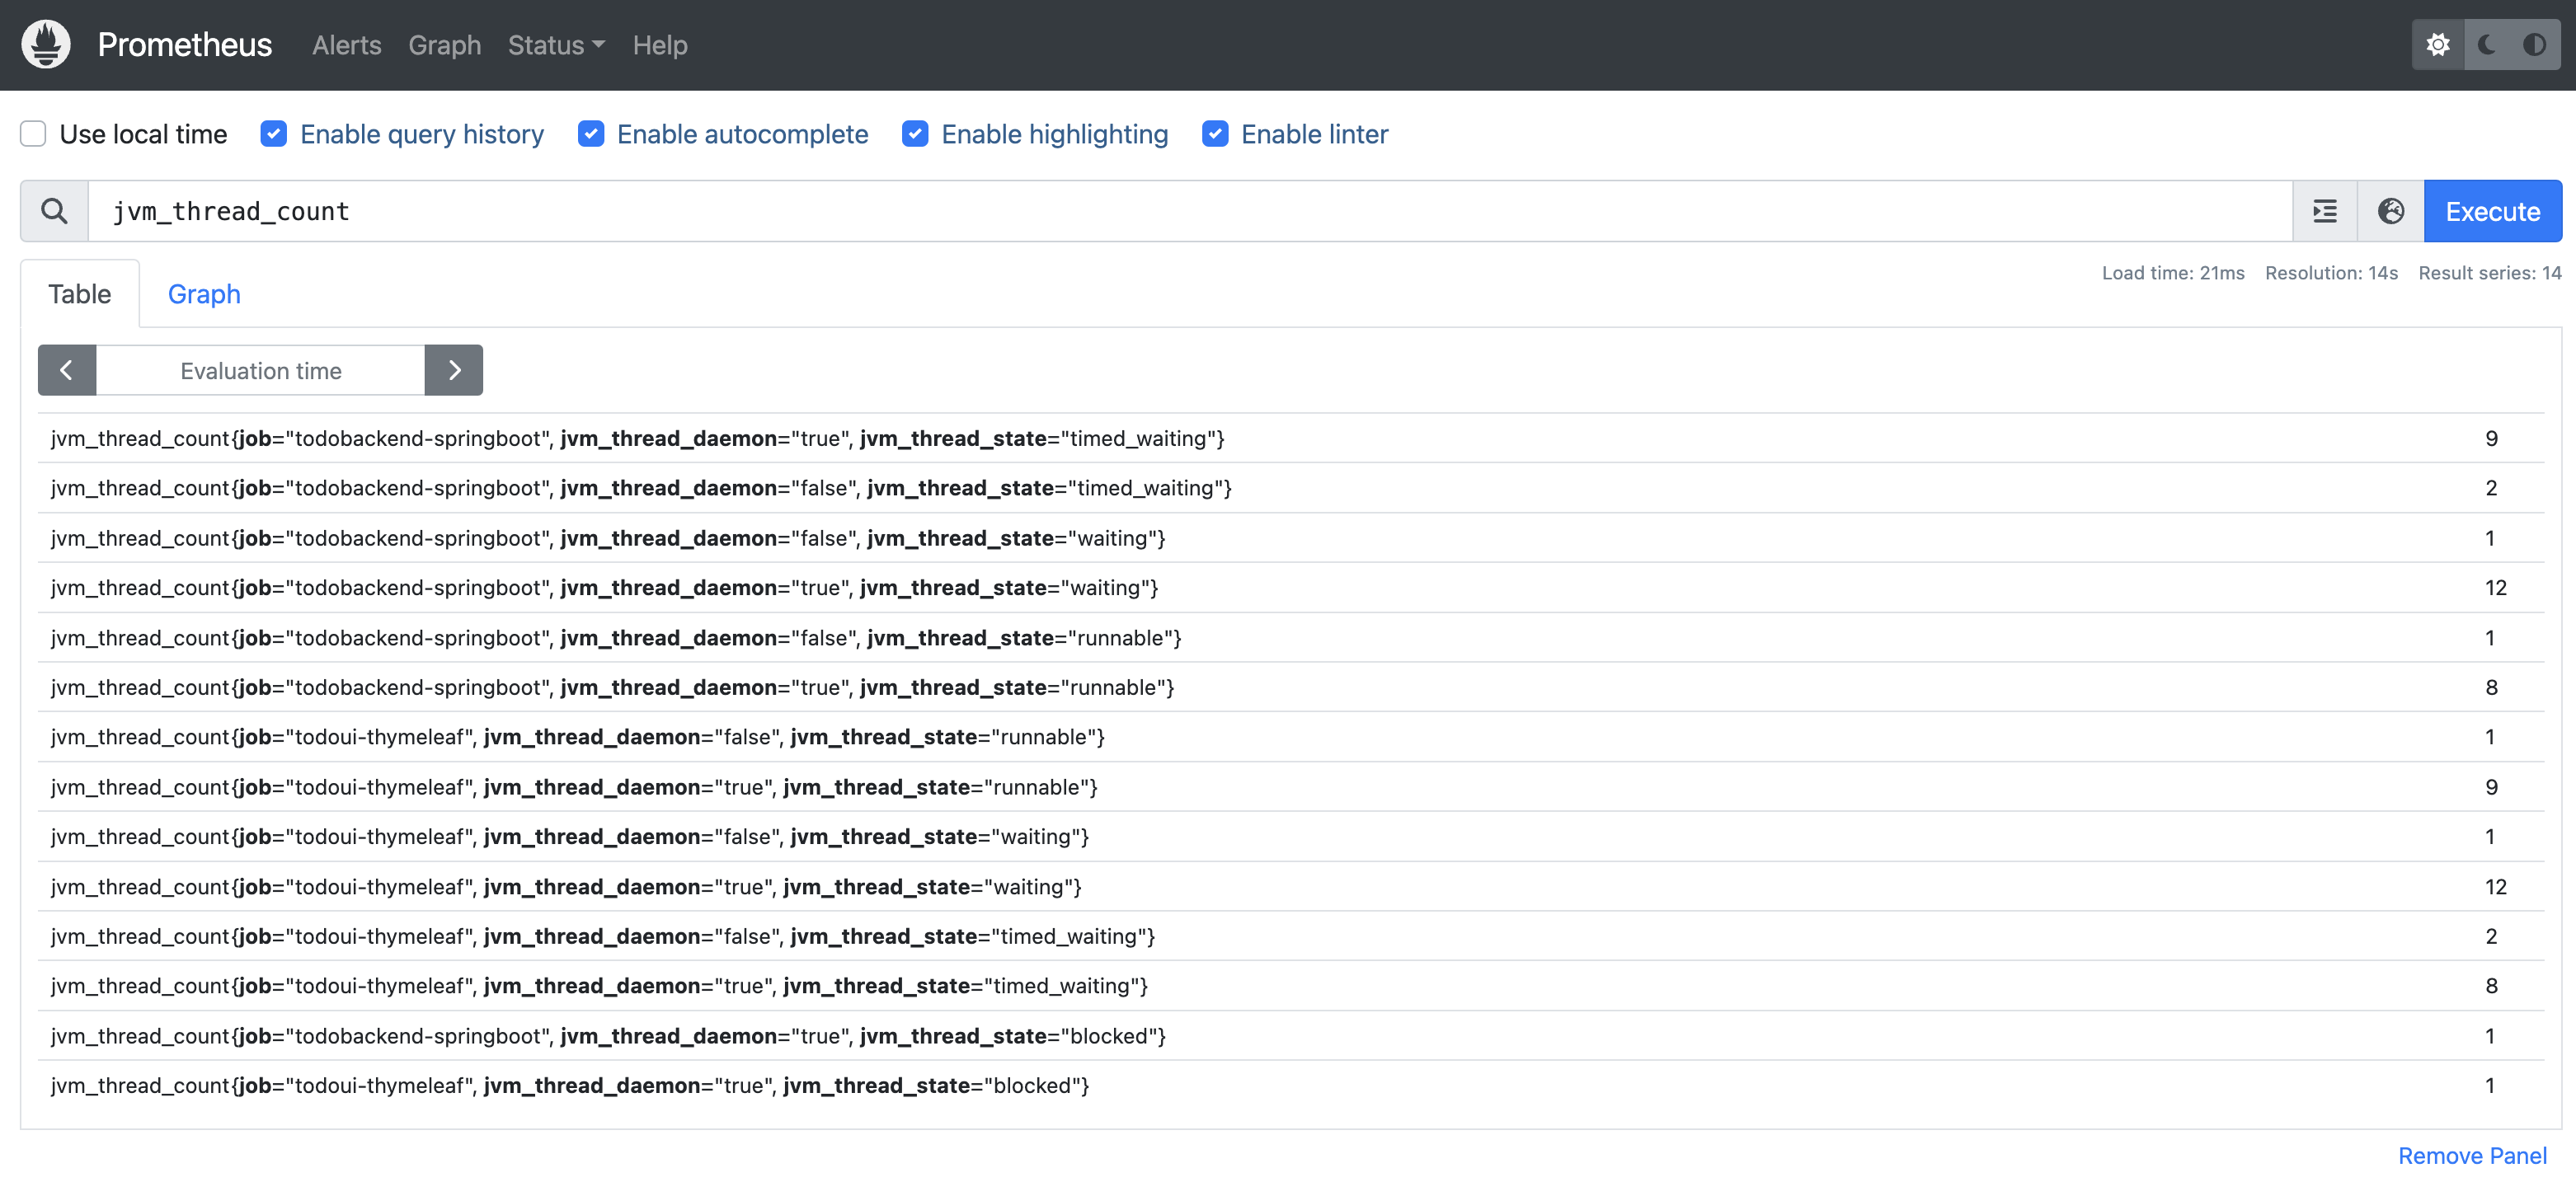 Prometheus Alerts Graph Status Help
Use local time Enable query history Enable autocomplete Enable highlighting Enable linter
jvm_thread_count Execute
Table Graph Load time: 21ms Resolution: 14s Result series: 14
Evaluation time
jvm_thread_count{job="todobackend-springboot", jvm_thread_daemon="true", jvm_thread_state="timed_waiting"} 9
jvm_thread_count{job="todobackend-springboot", jvm_thread_daemon="false", jvm_thread_state="timed_waiting"} 2
jvm_thread_count{job="todobackend-springboot", jvm_thread_daemon="false", jvm_thread_state="waiting"} 1
jvm_thread_count{job="todobackend-springboot", jvm_thread_daemon="true", jvm_thread_state="waiting"} 12
jvm_thread_count{job="todobackend-springboot", jvm_thread_daemon="false", jvm_thread_state="runnable"} 1
jvm_thread_count{job="todobackend-springboot", jvm_thread_daemon="true", jvm_thread_state="runnable"} 8
jvm_thread_count{job="todoui-thymeleaf", jvm_thread_daemon="false", jvm_thread_state="runnable"} 1
jvm_thread_count{job="todoui-thymeleaf", jvm_thread_daemon="true", jvm_thread_state="runnable"} 9
jvm_thread_count{job="todoui-thymeleaf", jvm_thread_daemon="false", jvm_thread_state="waiting"} 1
jvm_thread_count{job="todoui-thymeleaf", jvm_thread_daemon="true", jvm_thread_state="waiting"} 12
jvm_thread_count{job="todoui-thymeleaf", jvm_thread_daemon="false", jvm_thread_state="timed_waiting"} 2
jvm_thread_count{job="todoui-thymeleaf", jvm_thread_daemon="true", jvm_thread_state="timed_waiting"} 8
jvm_thread_count{job="todobackend-springboot", jvm_thread_daemon="true", jvm_thread_state="blocked"} 1
jvm_thread_count{job="todoui-thymeleaf", jvm_thread_daemon="true", jvm_thread_state="blocked"} 1
Remove Panel